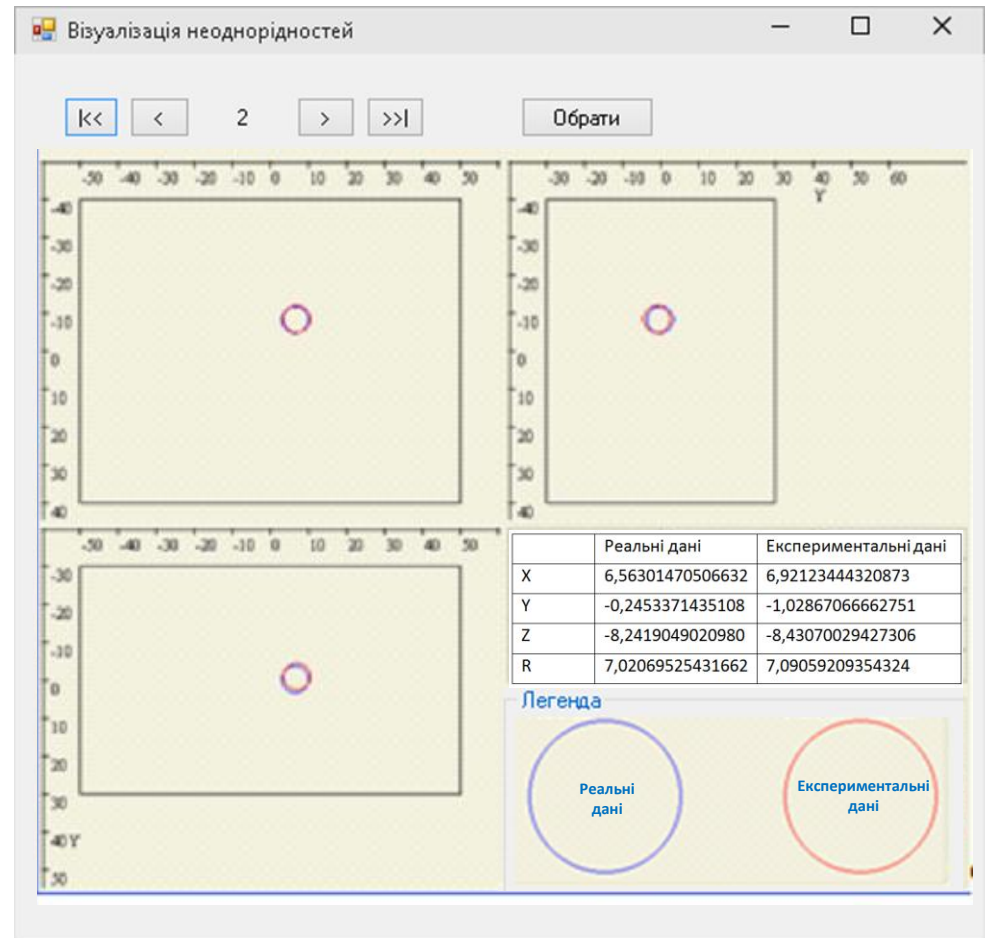 Візуалізація неоднорідностей
|<< < 2 > >>| Обрати
-50 -40 -30 -20 -10 0 10 20 30 40 50
-40
-30
-20
-10
0
10
20
30
40
-30 -20 -10 0 10 20 30 40 50 60
Y
-40
-30
-20
-10
0
10
20
30
40
-50 -40 -30 -20 -10 0 10 20 30 40 50
-30
-20
-10
0
10
20
30
40 Y
50
Реальні дані Експериментальні дані
X 6,56301470506632 6,92123444320873
Y -0,2453371435108 -1,02867066662751
Z -8,2419049020980 -8,43070029427306
R 7,02069525431662 7,09059209354324
Легенда
Реальні
дані
Експериментальні
дані